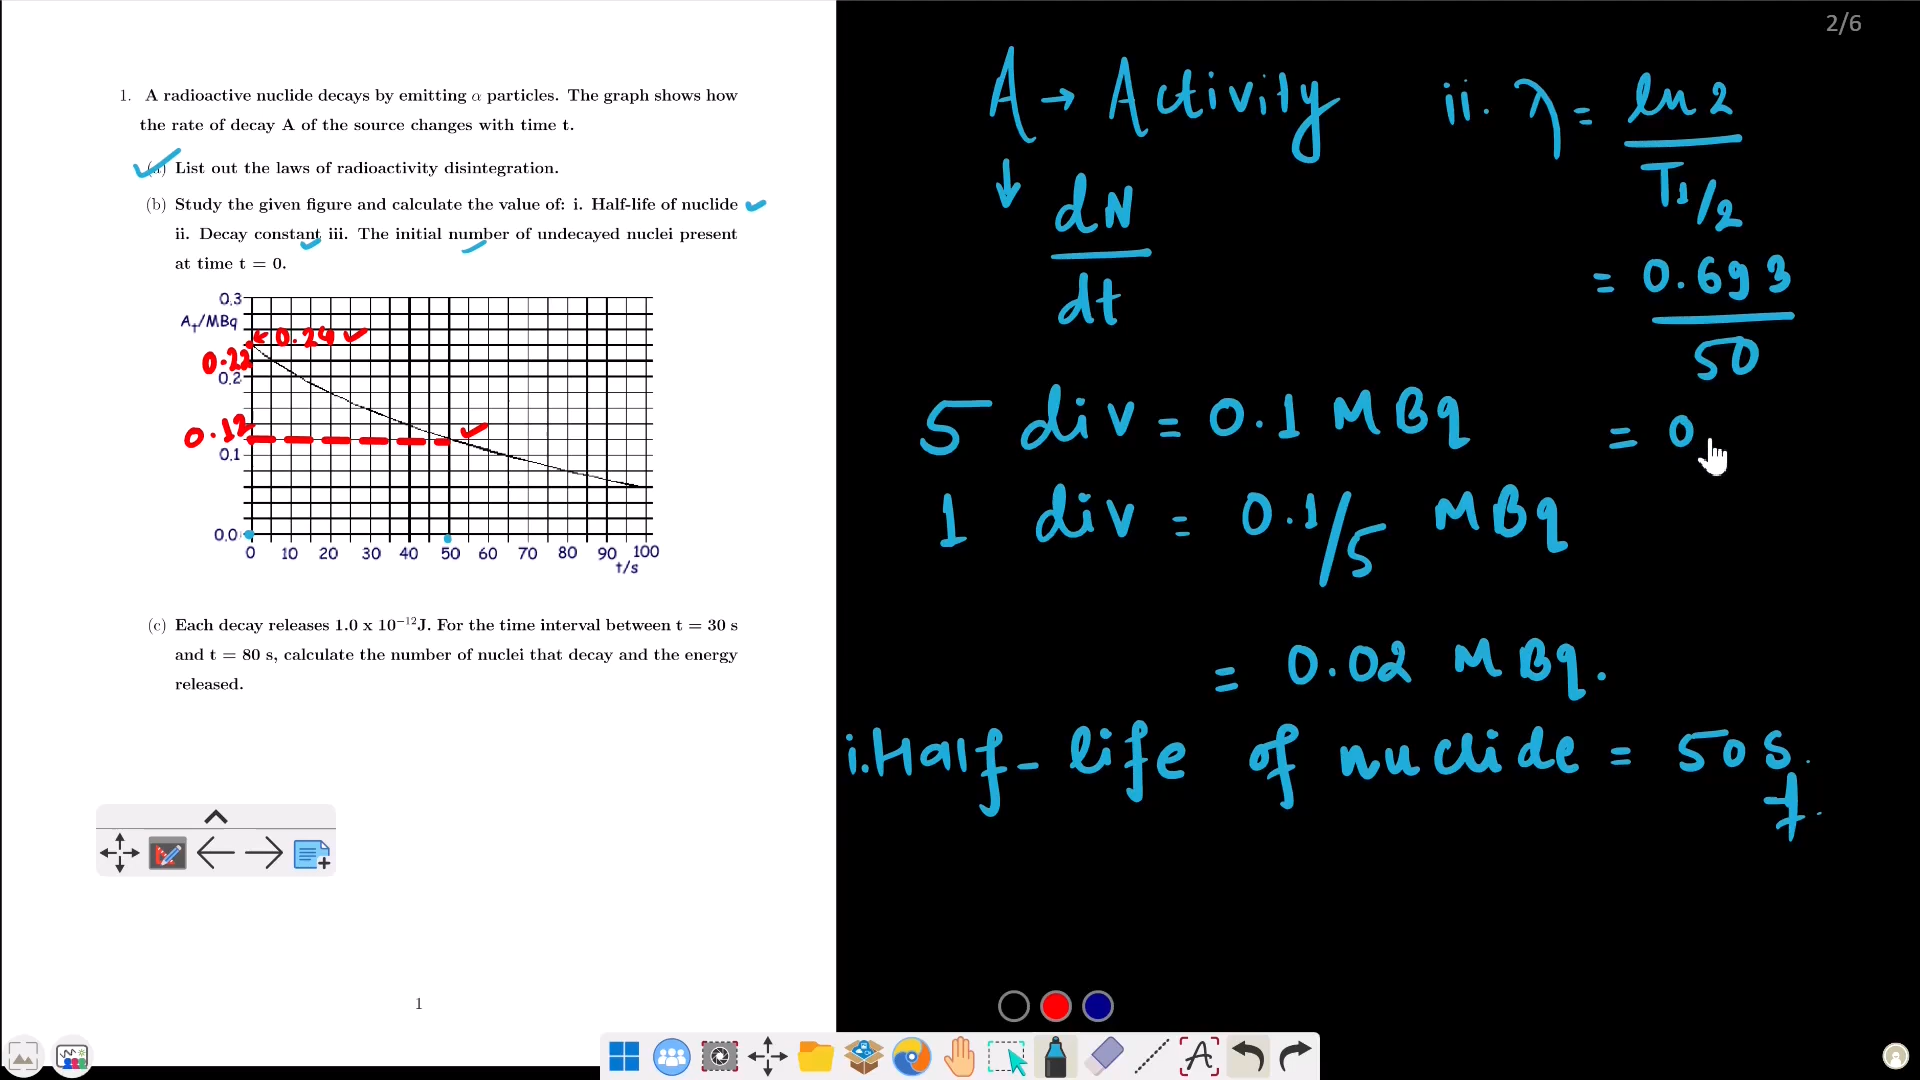 2/6
1. A radioactive nuclide decays by emitting α particles. The graph shows how
the rate of decay A of the source changes with time t.
List out the laws of radioactivity disintegration.
(b) Study the given figure and calculate the value of: i. Half-life of nuclide
ii. Decay constant iii. The initial number of undecayed nuclei present
at time t = 0.
0,3
A_t/MBq
0.24
0.22
0,2
0.12
0,1
0,0
0 10 20 30 40 50 60 70 80 90 100
t/s
(c) Each decay releases 1.0 x 10⁻¹²J. For the time interval between t = 30 s
and t = 80 s, calculate the number of nuclei that decay and the energy
released.
1
A → Activity
↓ dN
dt
5 div = 0.1 MBq
1 div = 0.1/5 MBq
= 0.02 MBq.
i. Half-life of nuclide = 50 s.
ii. λ = ln 2
T1/2
= 0.693
50
= 0